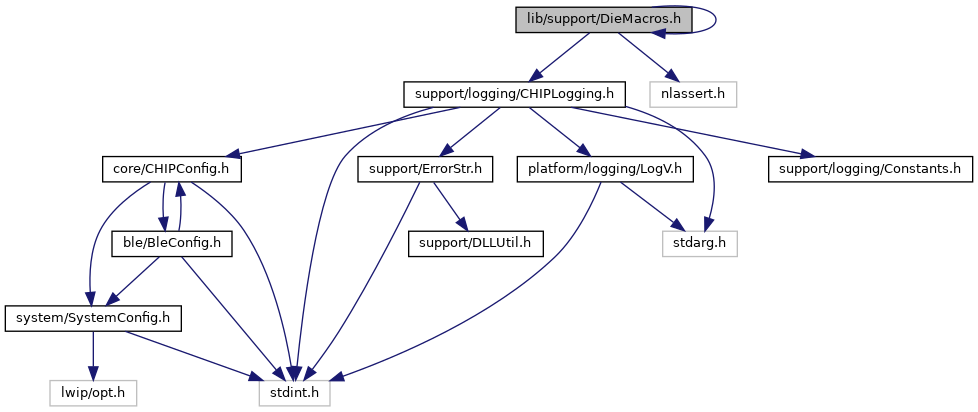 lib/support/DieMacros.h
support/logging/CHIPLogging.h
nlassert.h
core/CHIPConfig.h
support/ErrorStr.h
platform/logging/LogV.h
support/logging/Constants.h
ble/BleConfig.h
support/DLLUtil.h
stdarg.h
system/SystemConfig.h
lwip/opt.h
stdint.h